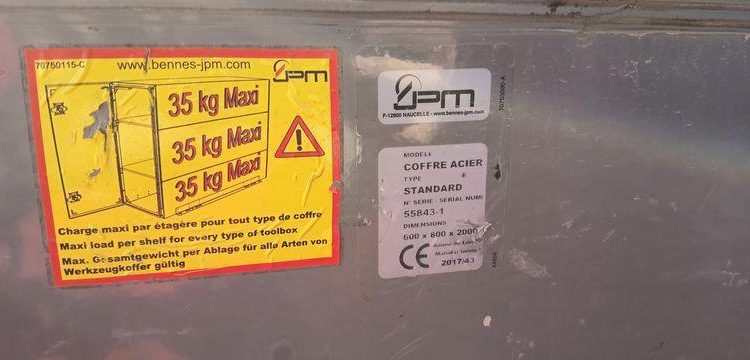 70750115-C
www.bennes-jpm.com
JPM
35 kg Maxi
35 kg Maxi
35 kg Maxi
Charge maxi par étagère pour tout type de coffre
Maxi load per shelf for every type of toolbox
Max. Gesamtgewicht per Ablage für alle Arten von
Werkzeugkoffer gültig
JPM
F-12800 NAUCELLE - www.bennes-jpm.com
MODELE
COFFRE ACIER
TYPE
STANDARD
N° SERIE / SERIAL NUM
55843-1
DIMENSIONS
600 x 800 x 2000
CE
2017/43